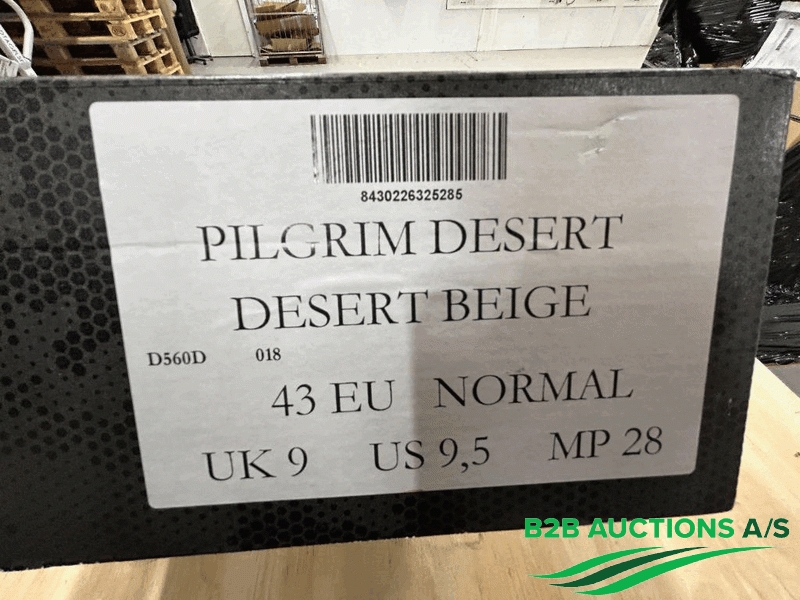 8430226325285
PILGRIM DESERT
DESERT BEIGE
D560D 018
43 EU NORMAL
UK 9 US 9,5 MP 28
B2B AUCTIONS A/S